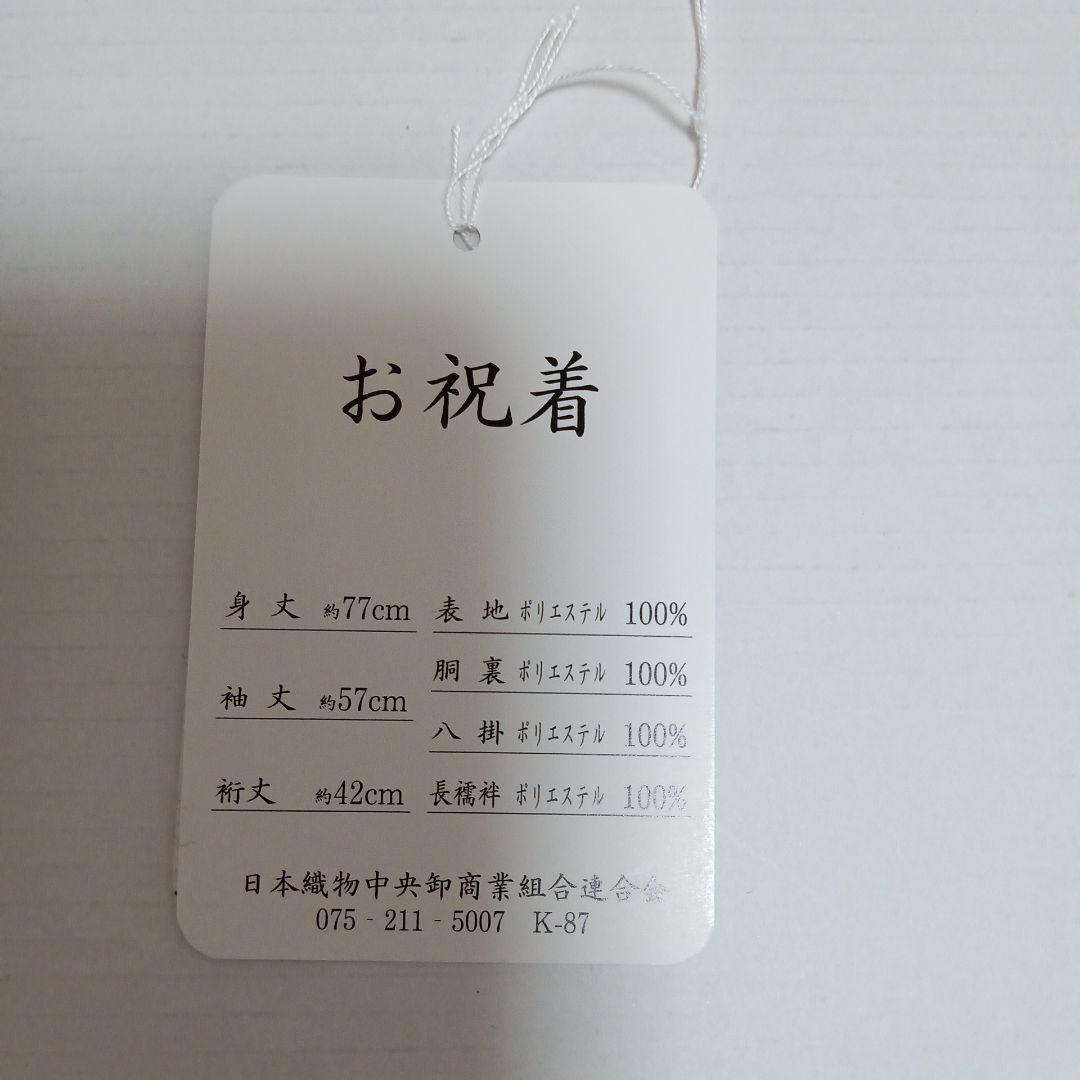 お祝着
身丈 約77cm
袖丈 約57cm
裄丈 約42cm
表地 ポリエステル 100%
胴裏 ポリエステル 100%
八掛 ポリエステル 100%
長襦袢 ポリエステル 100%
日本織物中央卸商業組合連合会
075-211-5007 K-87